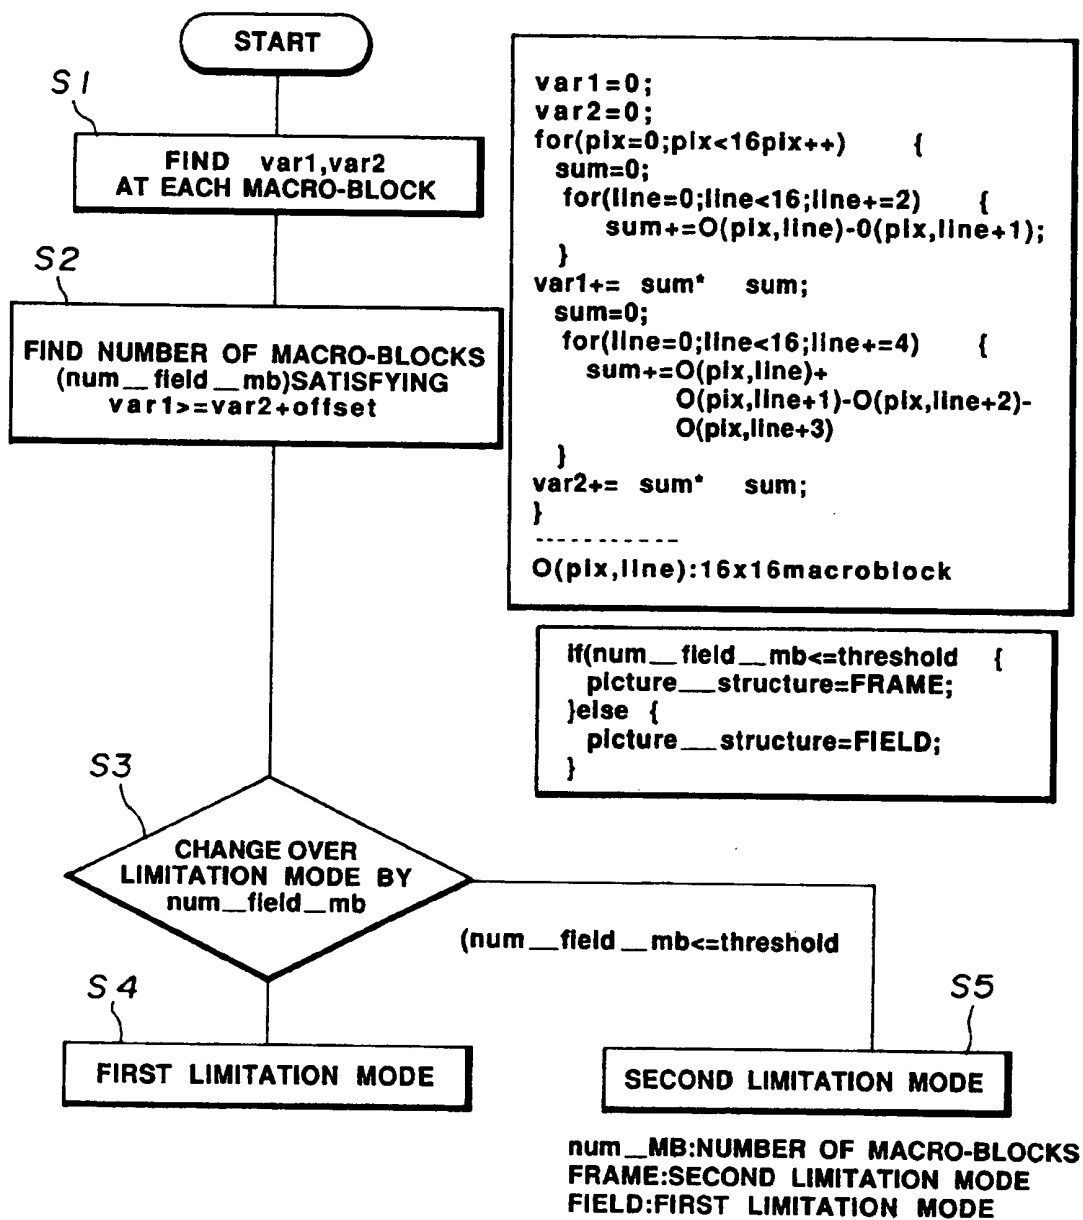 START
S1
FIND var1,var2
AT EACH MACRO-BLOCK
S2
FIND NUMBER OF MACRO-BLOCKS
(num__field__mb)SATISFYING
var1>=var2+offset
var1=0;
var2=0;
for(pix=0;pix<16pix++) {
sum=0;
for(line=0;line<16;line+=2) {
sum+=O(pix,line)-0(pix,line+1);
}
var1+= sum* sum;
sum=0;
for(line=0;line<16;line+=4) {
sum+=O(pix,line)+
O(pix,line+1)-O(pix,line+2)-
O(pix,line+3)
}
var2+= sum* sum;
}
-----------
O(pix,line):16x16macroblock
if(num__field__mb<=threshold {
picture__structure=FRAME;
}else {
picture__structure=FIELD;
}
S3
CHANGE OVER
LIMITATION MODE BY
num__field__mb
(num__field__mb<=threshold
S4
FIRST LIMITATION MODE
S5
SECOND LIMITATION MODE
num__MB:NUMBER OF MACRO-BLOCKS
FRAME:SECOND LIMITATION MODE
FIELD:FIRST LIMITATION MODE